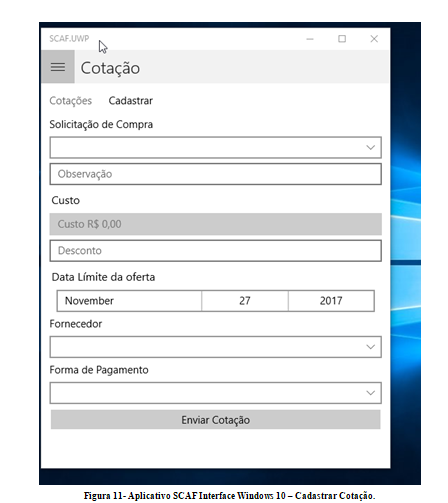 SCAF.UWP
Cotação
Cotações Cadastrar
Solicitação de Compra
Observação
Custo
Custo R$ 0,00
Desconto
Data Límite da oferta
November 27 2017
Fornecedor
Forma de Pagamento
Enviar Cotação
Figura 11- Aplicativo SCAF Interface Windows 10 – Cadastrar Cotação.